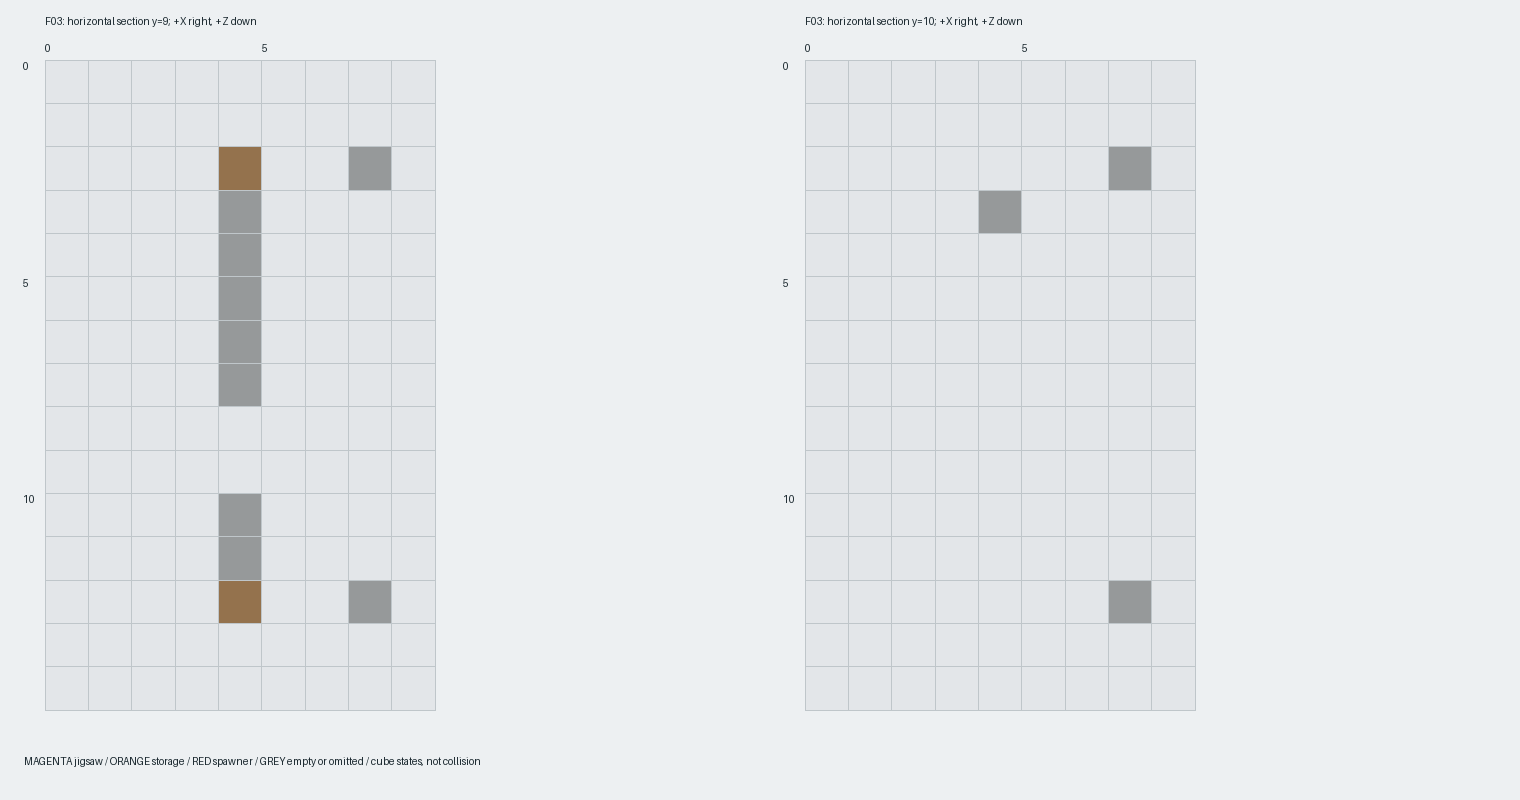 F03: horizontal section y=9; +X right, +Z down
F03: horizontal section y=10; +X right, +Z down
0 5
0 5
0
0
5
5
10
10
MAGENTA jigsaw / ORANGE storage / RED spawner / GREY empty or omitted / cube states, not collision